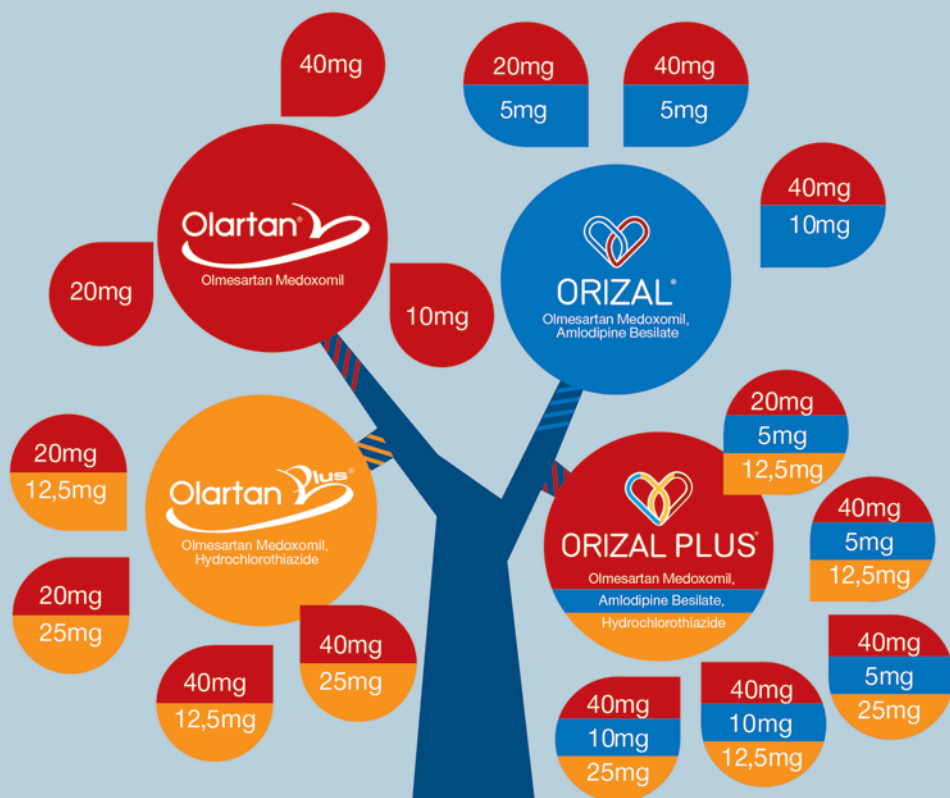 40mg
20mg
5mg
40mg
5mg
40mg
10mg
Olartan®
Olmesartan Medoxomil
20mg
10mg
ORIZAL®
Olmesartan Medoxomil,
Amlodipine Besilate
20mg
12,5mg
20mg
25mg
Olartan Plus®
Olmesartan Medoxomil,
Hydrochlorothiazide
40mg
12,5mg
40mg
25mg
20mg
5mg
12,5mg
ORIZAL PLUS®
Olmesartan Medoxomil,
Amlodipine Besilate,
Hydrochlorothiazide
40mg
5mg
12,5mg
40mg
5mg
25mg
40mg
10mg
12,5mg
40mg
10mg
25mg